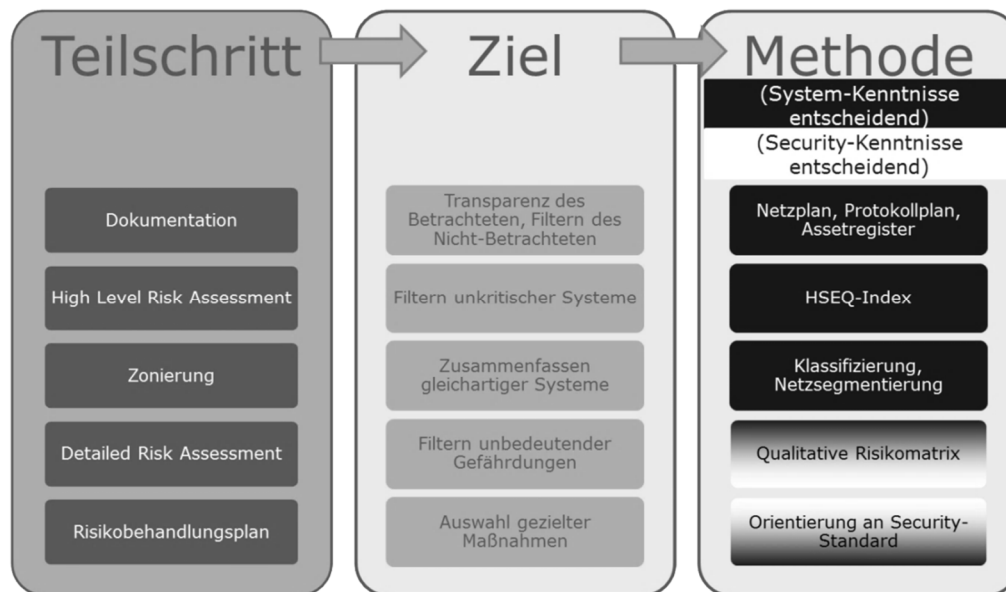 Teilschritt
Dokumentation
High Level Risk Assessment
Zonierung
Detailed Risk Assessment
Risikobehandlungsplan
Ziel
Transparenz des
Betrachteten, Filtern des
Nicht-Betrachteten
Filtern unkritischer Systeme
Zusammenfassen
gleichartiger Systeme
Filtern unbedeutender
Gefährdungen
Auswahl gezielter
Maßnahmen
Methode
(System-Kenntnisse
entscheidend)
(Security-Kenntnisse
entscheidend)
Netzplan, Protokollplan,
Assetregister
HSEQ-Index
Klassifizierung,
Netzsegmentierung
Qualitative Risikomatrix
Orientierung an Security-
Standard